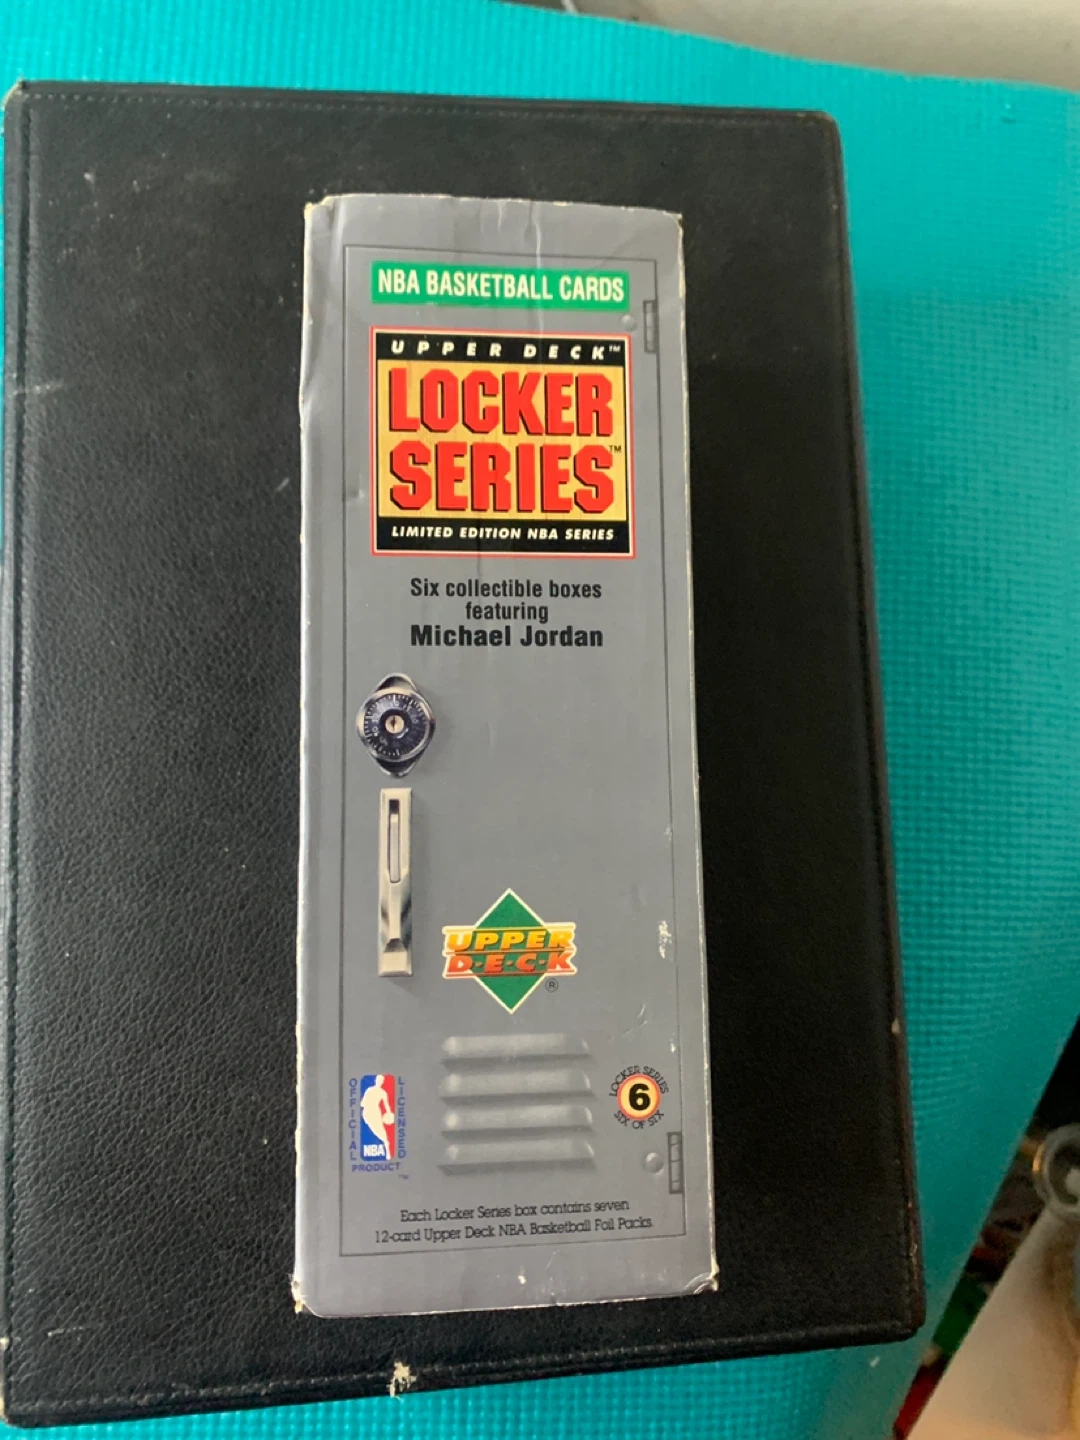 NBA BASKETBALL CARDS
UPPER DECK™
LOCKER
SERIES™
LIMITED EDITION NBA SERIES
Six collectible boxes
featuring
Michael Jordan
UPPER
D·E·C·K
®
OFFICIAL
LICENSED
NBA
PRODUCT™
LOCKER SERIES
6
SIX OF SIX
Each Locker Series box contains seven
12-card Upper Deck NBA Basketball Foil Packs.